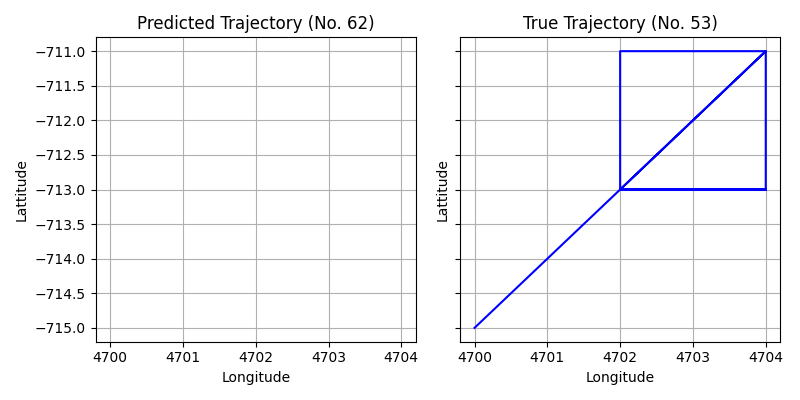 Predicted Trajectory (No. 62)
True Trajectory (No. 53)
−711.0
−711.5
−712.0
−712.5
−713.0
−713.5
−714.0
−714.5
−715.0
Lattitude
Lattitude
4700 4701 4702 4703 4704
4700 4701 4702 4703 4704
Longitude
Longitude